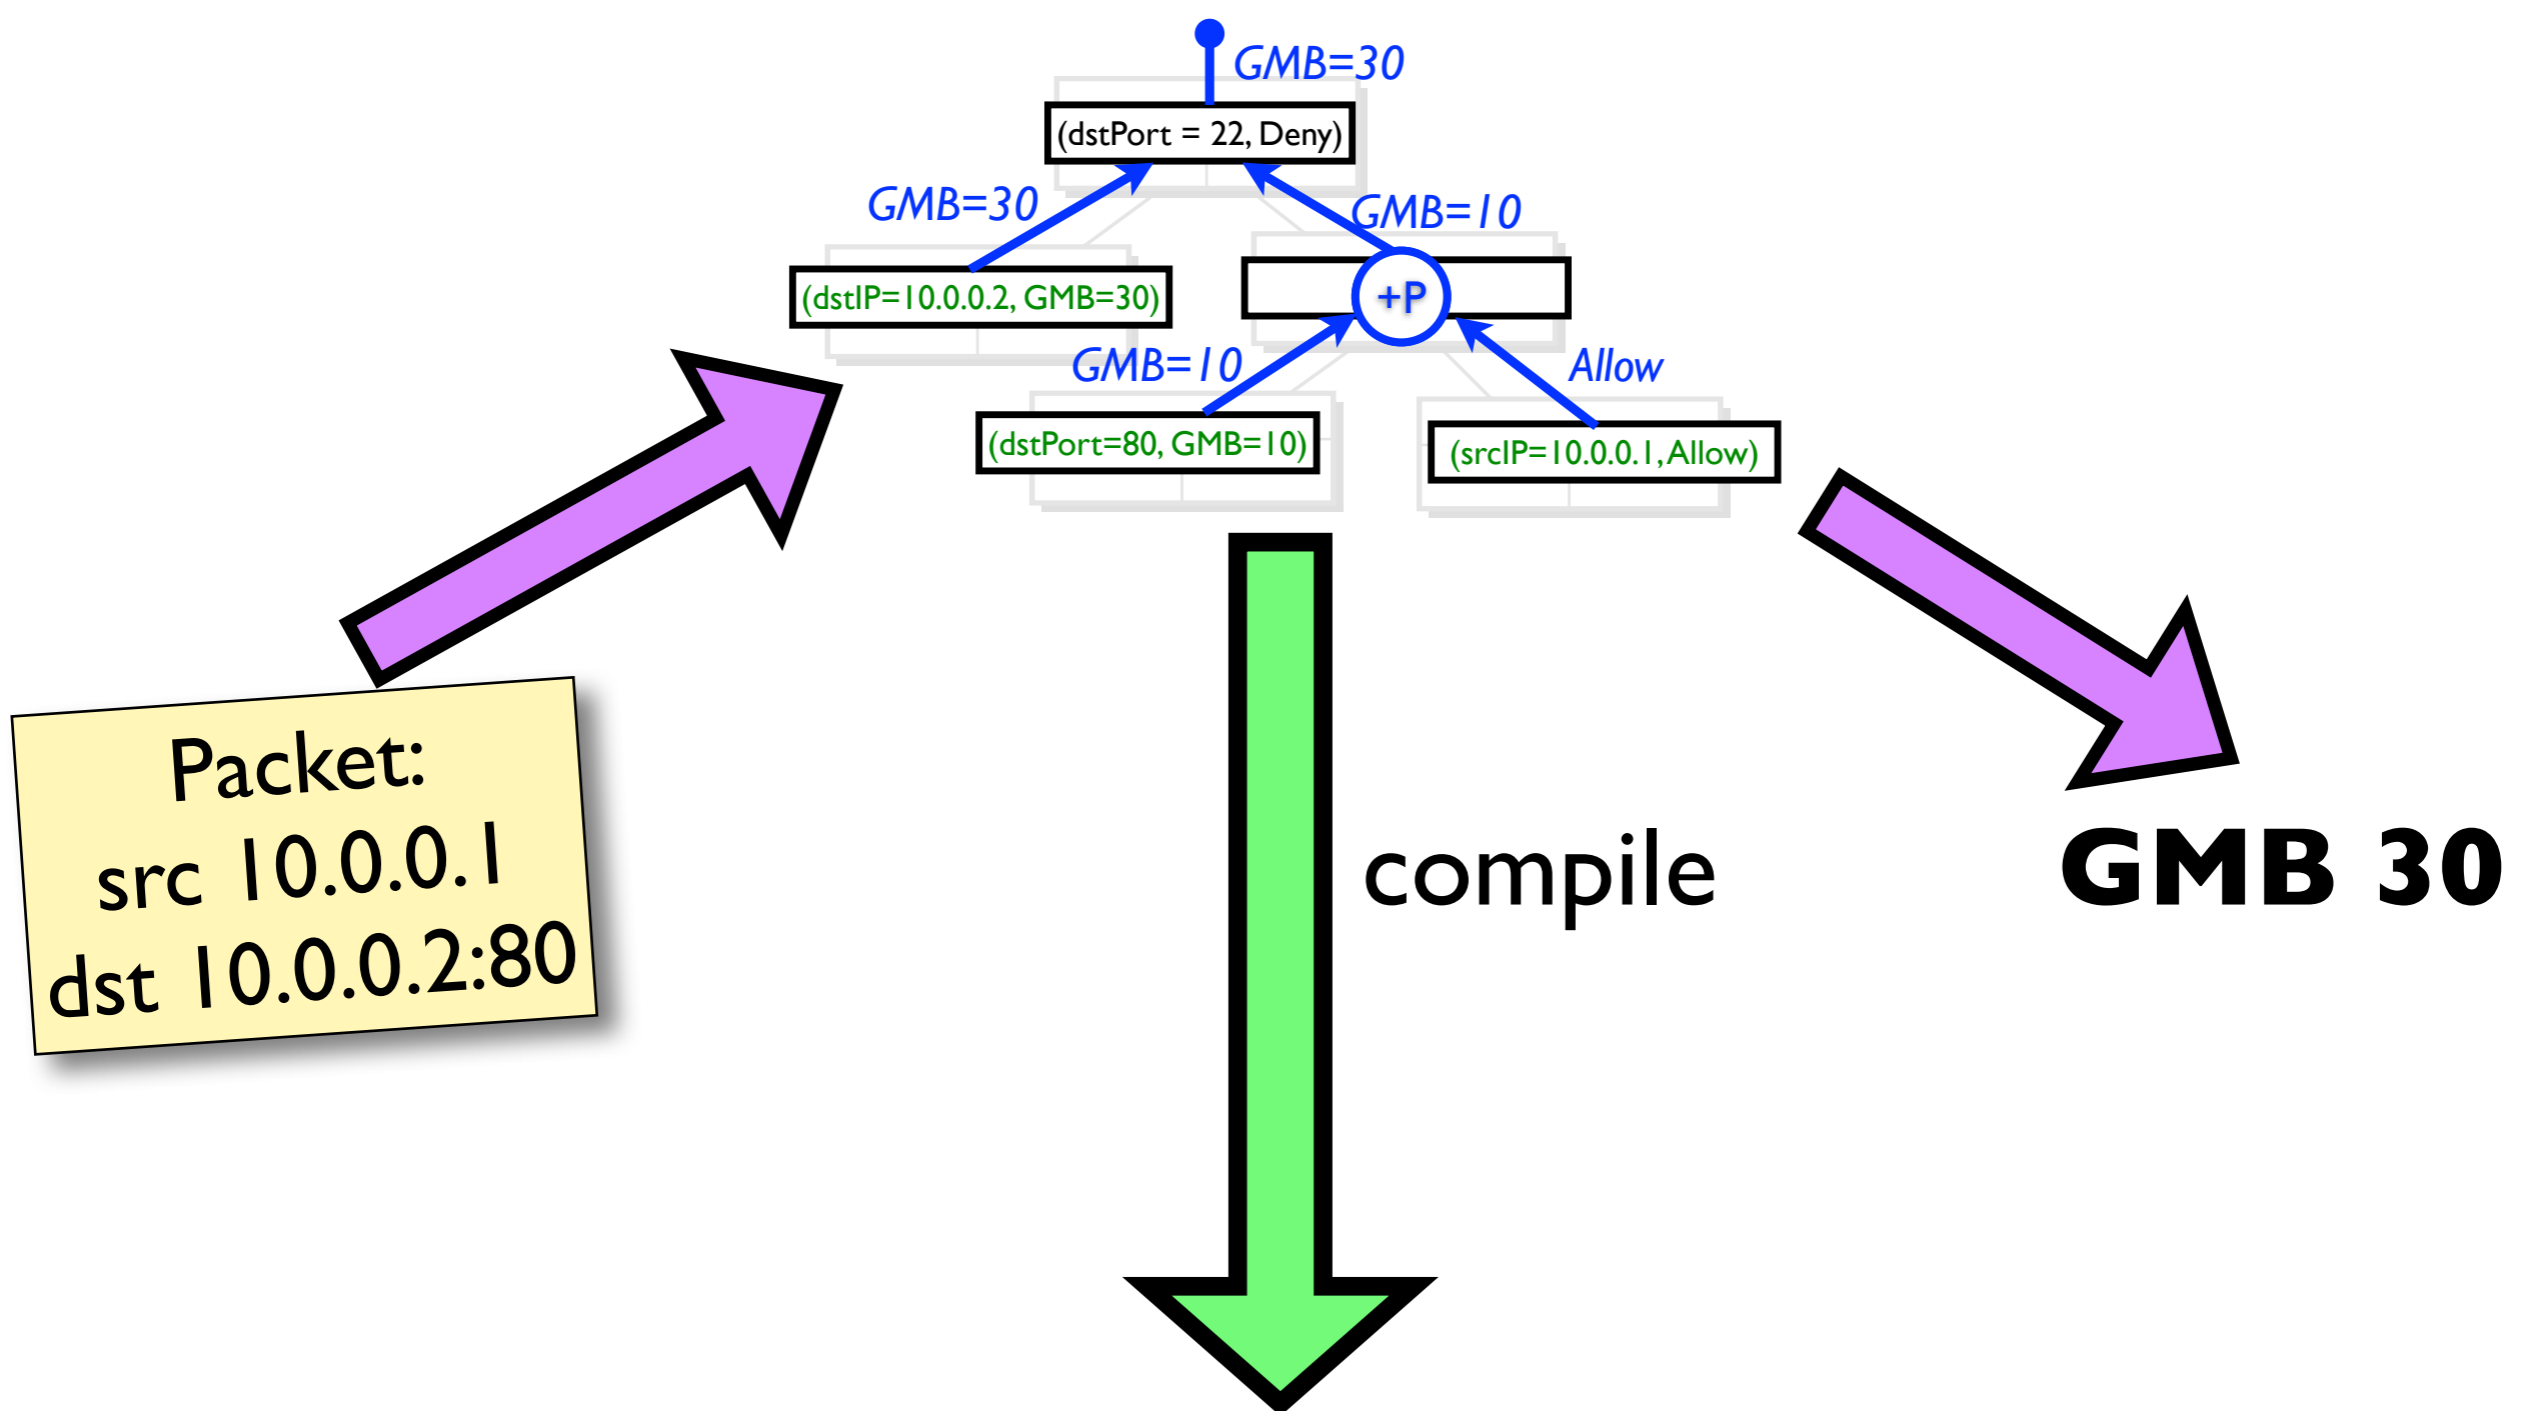 GMB=30
(dstPort = 22, Deny)
GMB=30
GMB=10
(dstIP=10.0.0.2, GMB=30)
+P
GMB=10
Allow
(dstPort=80, GMB=10)
(srcIP=10.0.0.1, Allow)
Packet:
src 10.0.0.1
dst 10.0.0.2:80
compile
GMB 30